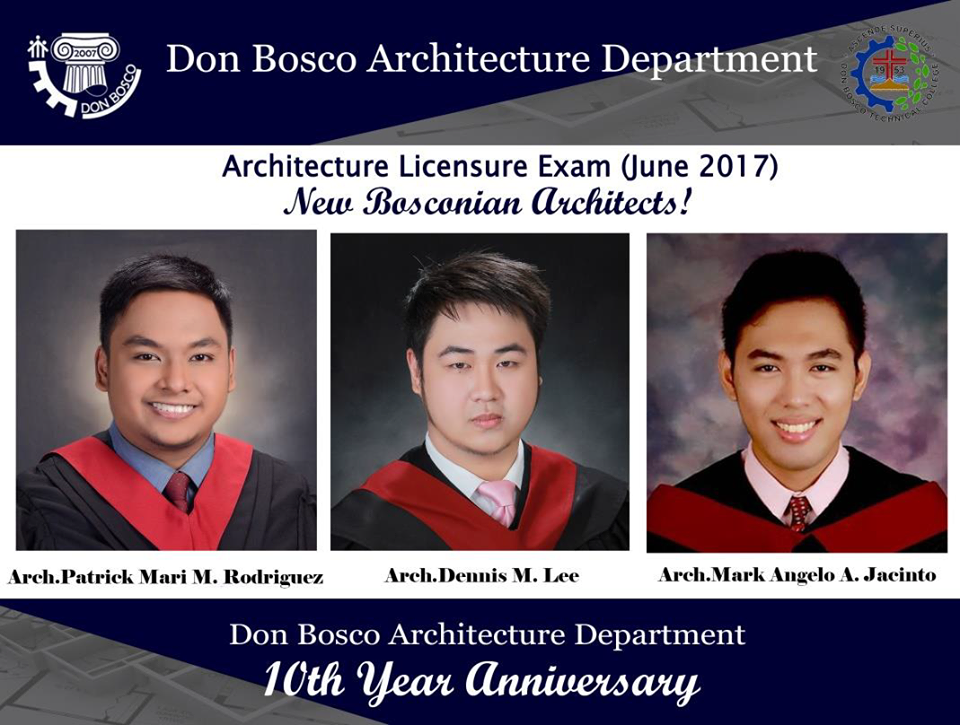 2007
DON BOSCO
Don Bosco Architecture Department
ASCENDE SUPERIUS
1953
DON BOSCO TECHNICAL COLLEGE
Architecture Licensure Exam (June 2017)
New Bosconian Architects!
Arch.Patrick Mari M. Rodriguez
Arch.Dennis M. Lee
Arch.Mark Angelo A. Jacinto
Don Bosco Architecture Department
10th Year Anniversary